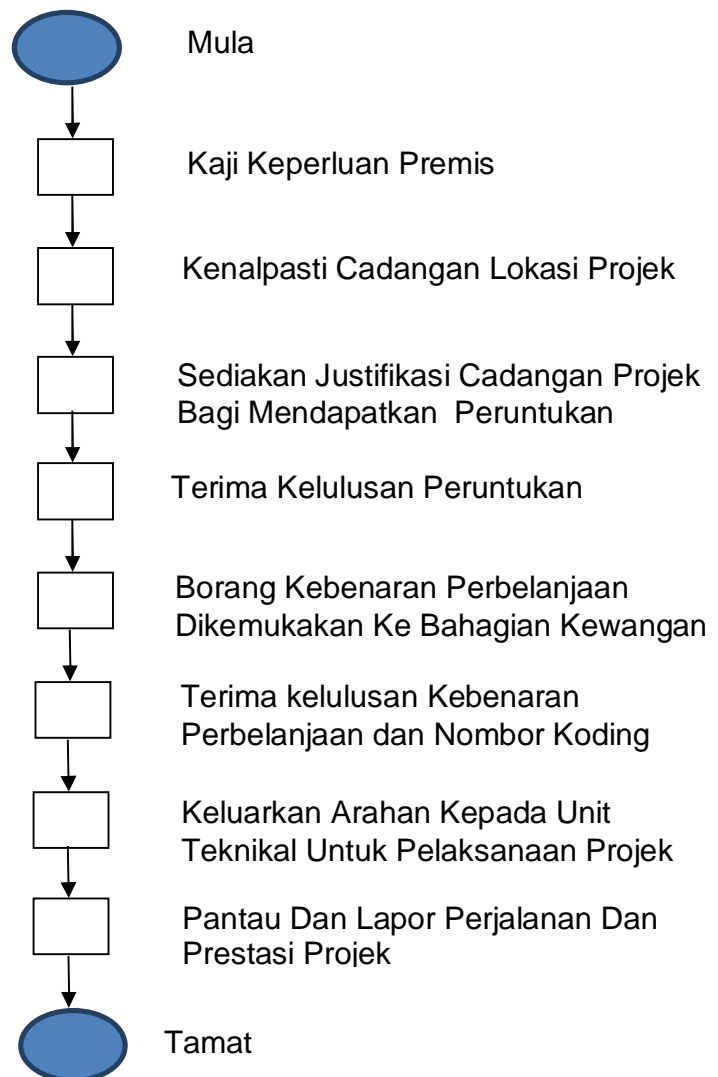 Mula
Kaji Keperluan Premis
Kenalpasti Cadangan Lokasi Projek
Sediakan Justifikasi Cadangan Projek
Bagi Mendapatkan Peruntukan
Terima Kelulusan Peruntukan
Borang Kebenaran Perbelanjaan
Dikemukakan Ke Bahagian Kewangan
Terima kelulusan Kebenaran
Perbelanjaan dan Nombor Koding
Keluarkan Arahan Kepada Unit
Teknikal Untuk Pelaksanaan Projek
Pantau Dan Lapor Perjalanan Dan
Prestasi Projek
Tamat